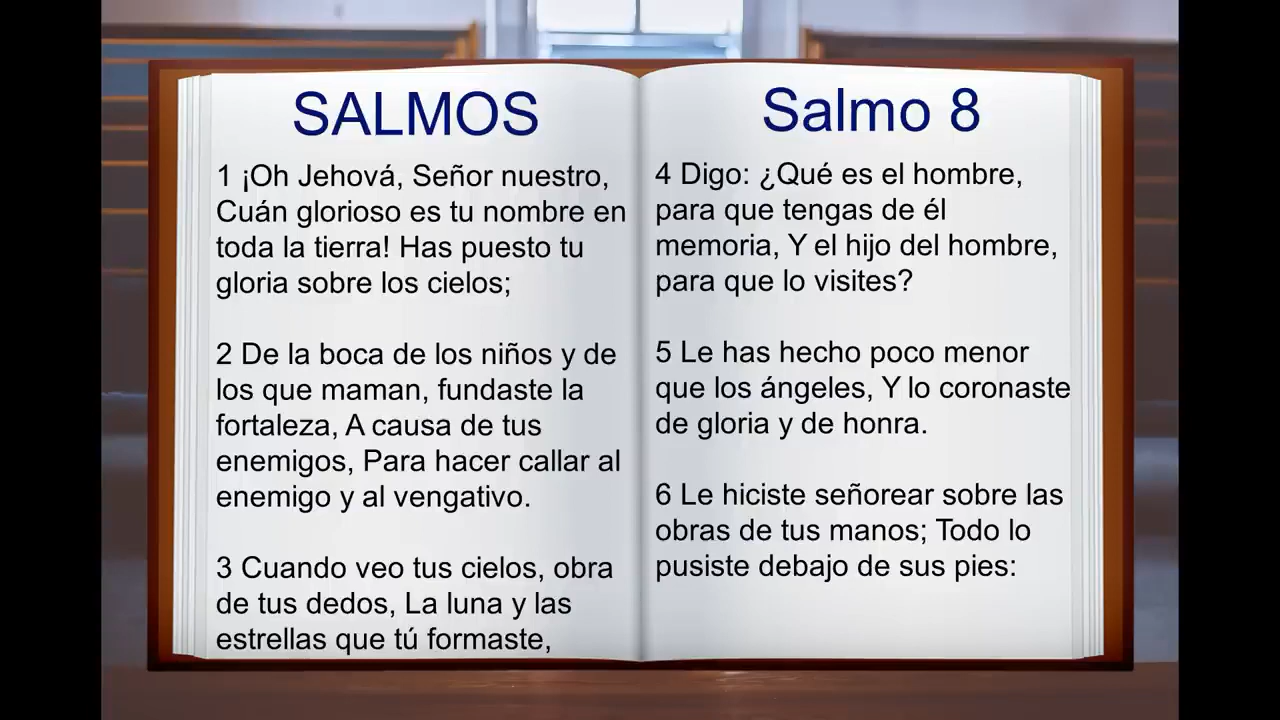 SALMOS
1 ¡Oh Jehová, Señor nuestro,
Cuán glorioso es tu nombre en
toda la tierra! Has puesto tu
gloria sobre los cielos;
2 De la boca de los niños y de
los que maman, fundaste la
fortaleza, A causa de tus
enemigos, Para hacer callar al
enemigo y al vengativo.
3 Cuando veo tus cielos, obra
de tus dedos, La luna y las
estrellas que tú formaste,
Salmo 8
4 Digo: ¿Qué es el hombre,
para que tengas de él
memoria, Y el hijo del hombre,
para que lo visites?
5 Le has hecho poco menor
que los ángeles, Y lo coronaste
de gloria y de honra.
6 Le hiciste señorear sobre las
obras de tus manos; Todo lo
pusiste debajo de sus pies: